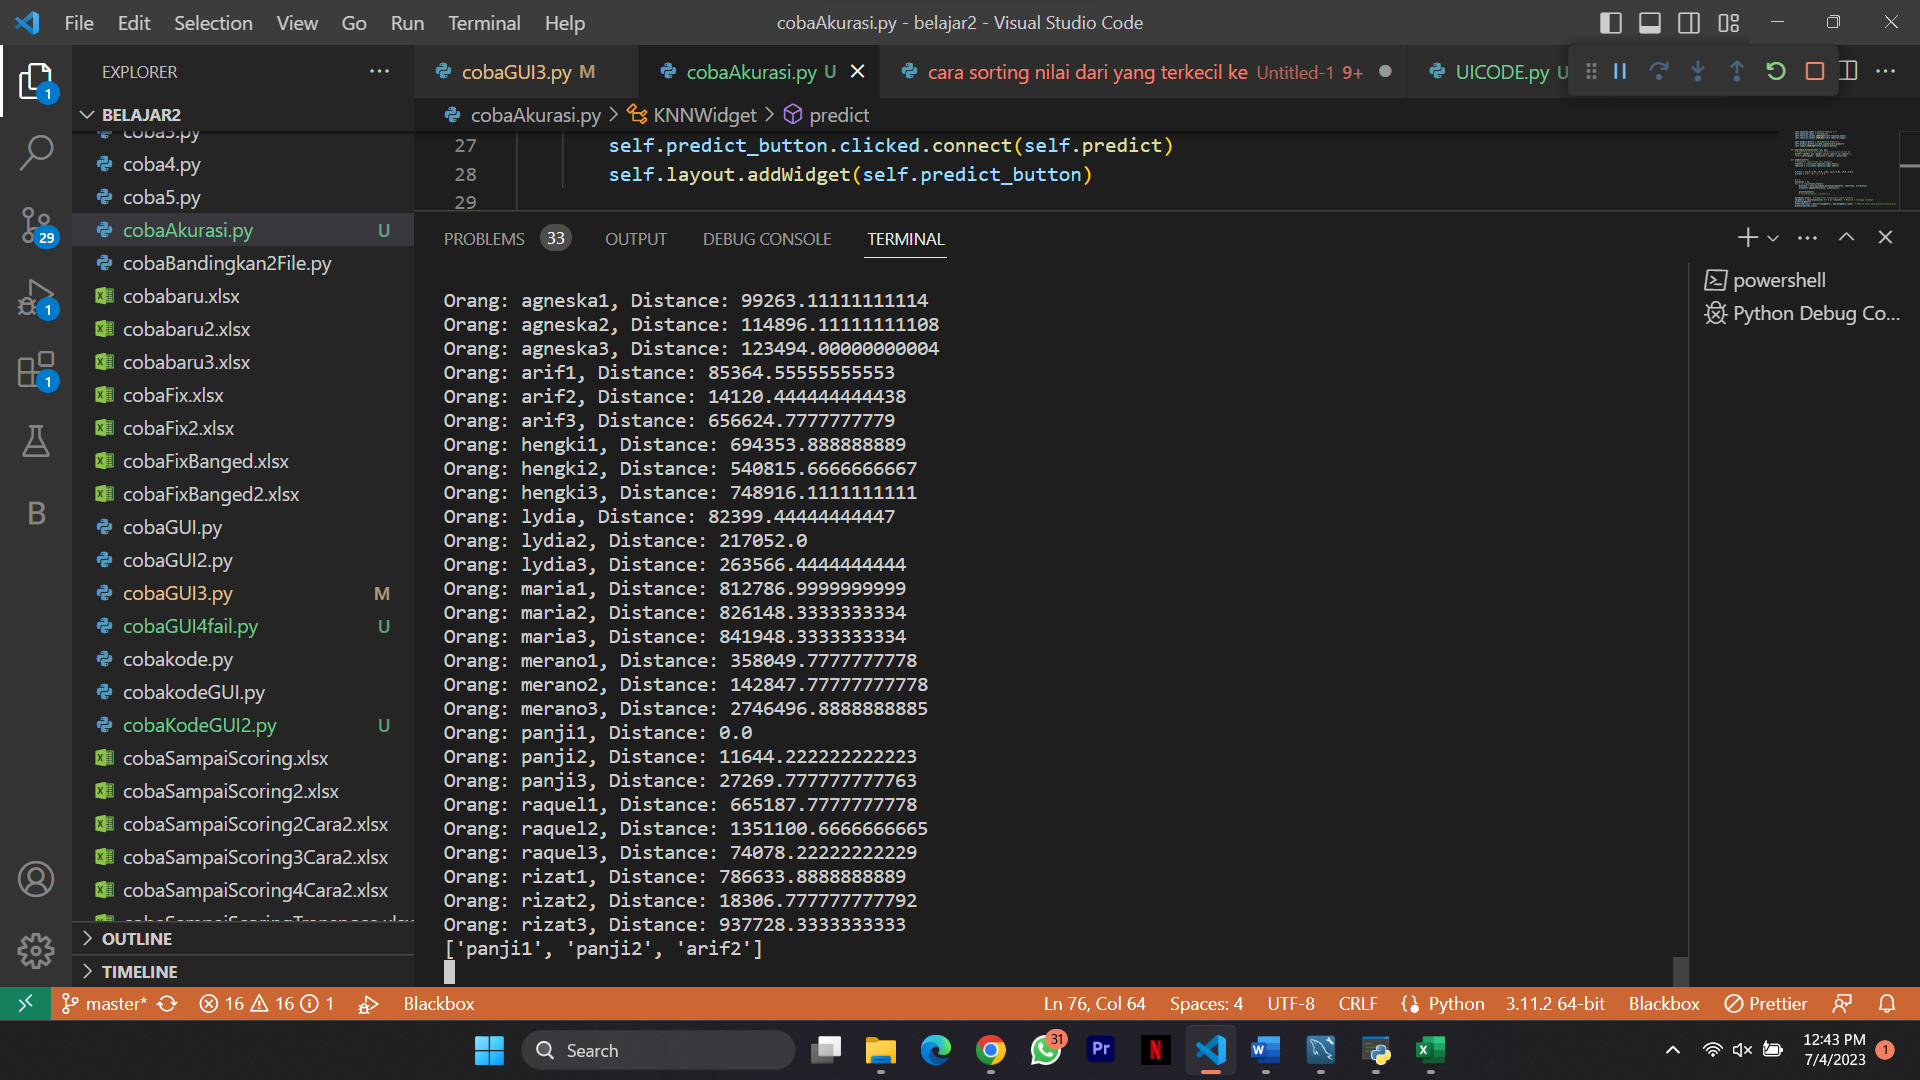 File Edit Selection View Go Run Terminal Help
cobaAkurasi.py - belajar2 - Visual Studio Code
EXPLORER
BELAJAR2
coba3.py
coba4.py
coba5.py
cobaAkurasi.py U
cobaBandingkan2File.py
cobabaru.xlsx
cobabaru2.xlsx
cobabaru3.xlsx
cobaFix.xlsx
cobaFix2.xlsx
cobaFixBanged.xlsx
cobaFixBanged2.xlsx
cobaGUI.py
cobaGUI2.py
cobaGUI3.py M
cobaGUI4fail.py U
cobakode.py
cobakodeGUI.py
cobaKodeGUI2.py U
cobaSampaiScoring.xlsx
cobaSampaiScoring2.xlsx
cobaSampaiScoring2Cara2.xlsx
cobaSampaiScoring3Cara2.xlsx
cobaSampaiScoring4Cara2.xlsx
OUTLINE
TIMELINE
1
29
1
1
B
cobaGUI3.py M
cobaAkurasi.py U
cara sorting nilai dari yang terkecil ke Untitled-1 9+
UICODE.py U
cobaAkurasi.py > KNNWidget > predict
27 self.predict_button.clicked.connect(self.predict)
28 self.layout.addWidget(self.predict_button)
29
PROBLEMS 33 OUTPUT DEBUG CONSOLE TERMINAL
Orang: agneska1, Distance: 99263.11111111114
Orang: agneska2, Distance: 114896.11111111108
Orang: agneska3, Distance: 123494.00000000004
Orang: arif1, Distance: 85364.55555555553
Orang: arif2, Distance: 14120.444444444438
Orang: arif3, Distance: 656624.7777777779
Orang: hengki1, Distance: 694353.888888889
Orang: hengki2, Distance: 540815.6666666667
Orang: hengki3, Distance: 748916.1111111111
Orang: lydia, Distance: 82399.44444444447
Orang: lydia2, Distance: 217052.0
Orang: lydia3, Distance: 263566.4444444444
Orang: maria1, Distance: 812786.9999999999
Orang: maria2, Distance: 826148.3333333334
Orang: maria3, Distance: 841948.3333333334
Orang: merano1, Distance: 358049.7777777778
Orang: merano2, Distance: 142847.77777777778
Orang: merano3, Distance: 2746496.8888888885
Orang: panji1, Distance: 0.0
Orang: panji2, Distance: 11644.222222222223
Orang: panji3, Distance: 27269.777777777763
Orang: raquel1, Distance: 665187.7777777778
Orang: raquel2, Distance: 1351100.6666666665
Orang: raquel3, Distance: 74078.22222222229
Orang: rizat1, Distance: 786633.8888888889
Orang: rizat2, Distance: 18306.777777777792
Orang: rizat3, Distance: 937728.3333333333
['panji1', 'panji2', 'arif2']
powershell
Python Debug Co...
master* 16 16 1 Blackbox
Ln 76, Col 64 Spaces: 4 UTF-8 CRLF Python 3.11.2 64-bit Blackbox Prettier
Search
31
Pr
N
W
12:43 PM
7/4/2023
1